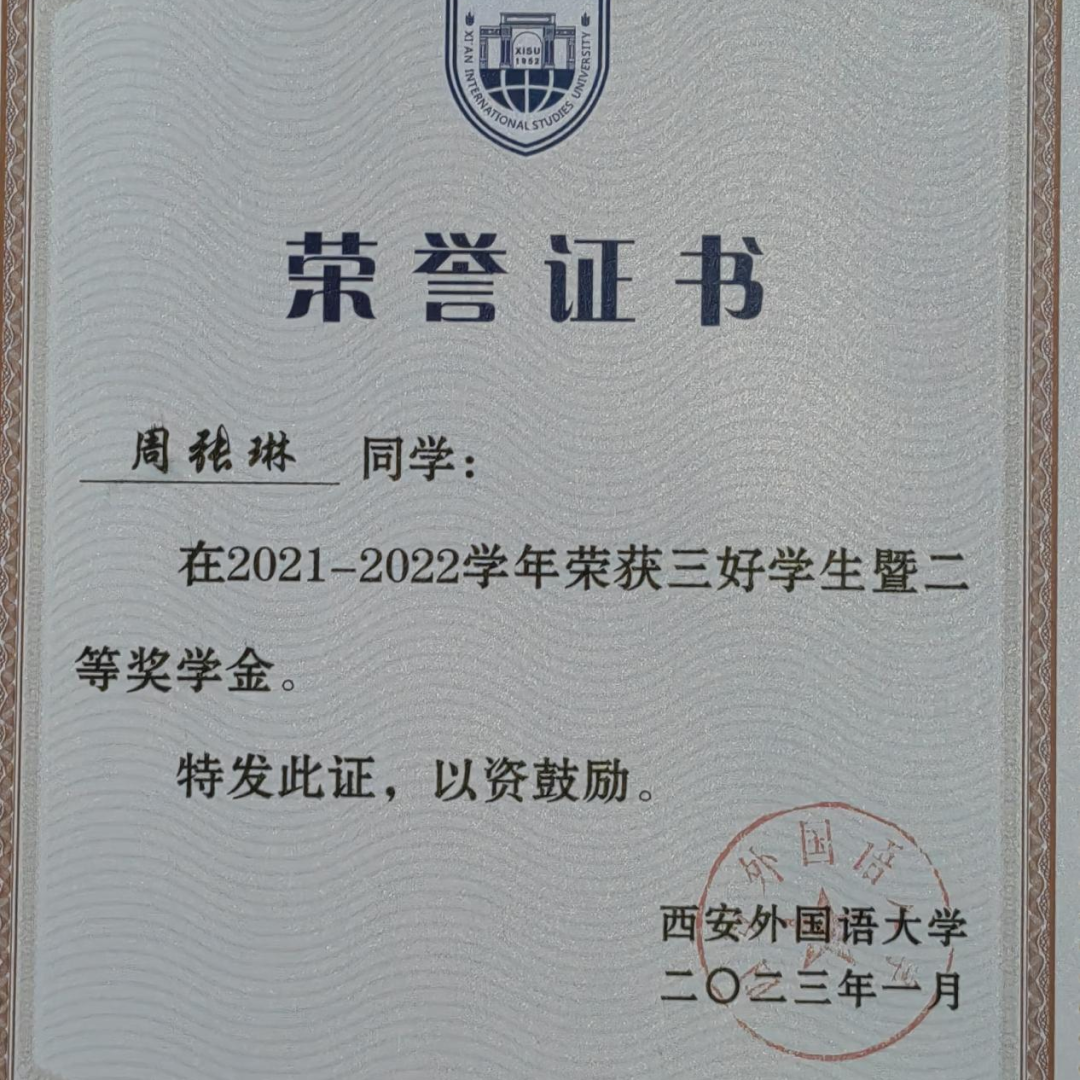 XI'AN INTERNATIONAL STUDIES UNIVERSITY
XISU
1952
荣誉证书
周张琳 同学：
在2021-2022学年荣获三好学生暨二
等奖学金。
特发此证，以资鼓励。
外国语
西安外国语大学
二〇二三年一月